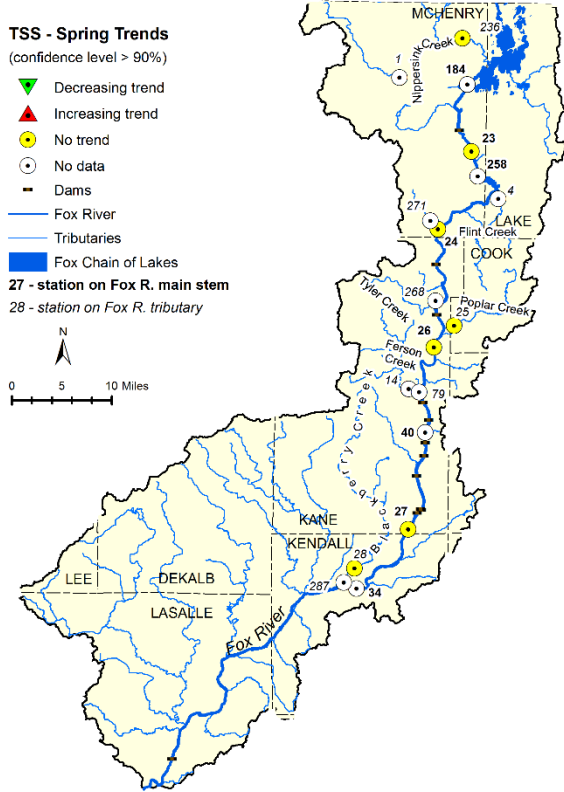 TSS - Spring Trends
(confidence level > 90%)
Decreasing trend
Increasing trend
No trend
No data
Dams
Fox River
Tributaries
Fox Chain of Lakes
27 - station on Fox R. main stem
28 - station on Fox R. tributary
N
0 5 10 Miles
MCHENRY
236
1
Nippersink Creek
184
23
258
4
271
LAKE
24
Flint Creek
COOK
268
Tyler Creek
Poplar Creek
25
26
Ferson Creek
14
79
40
Blackberry Creek
27
KANE
KENDALL
28
287
34
LEE
DEKALB
LASALLE
Fox River